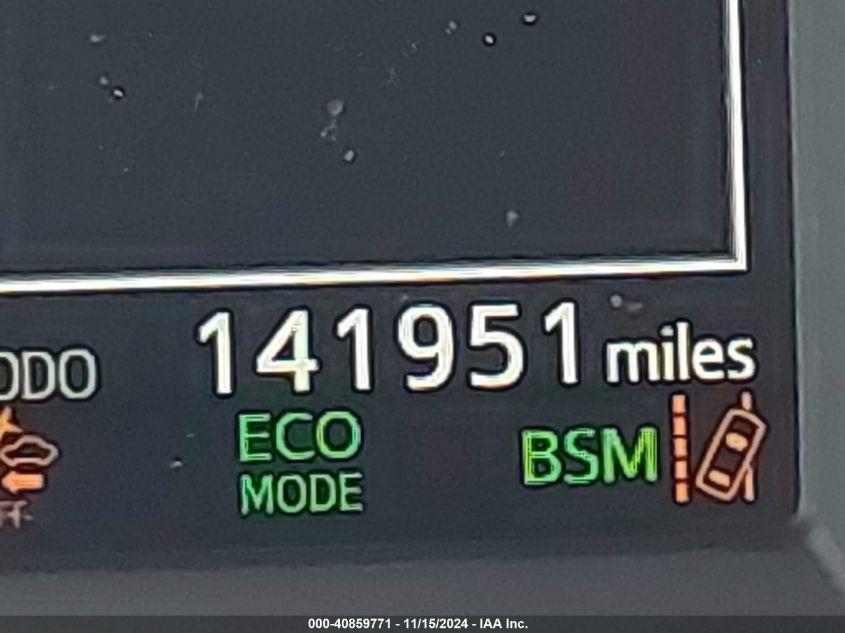 ODO 141951 miles
ECO BSM
MODE
000-40859771 - 11/15/2024 - IAA Inc.